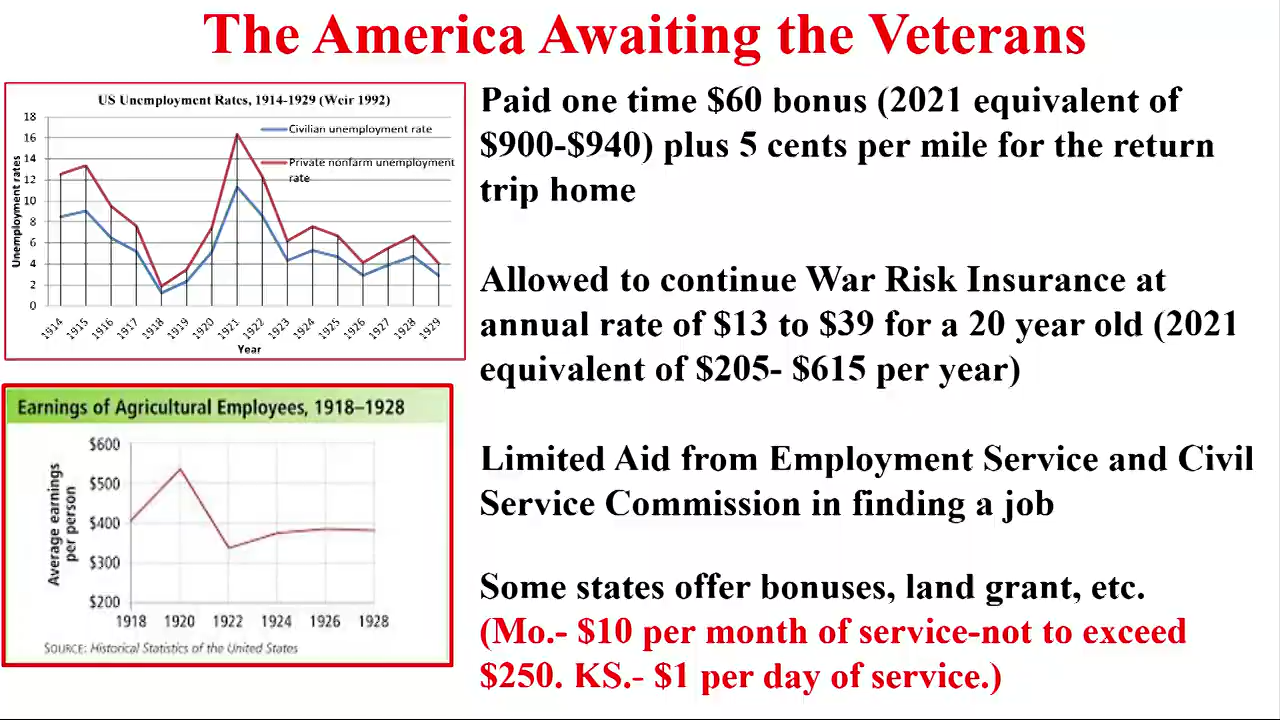 The America Awaiting the Veterans
US Unemployment Rates, 1914-1929 (Weir 1992)
18
16
14
12
10
8
6
4
2
0
Unemployment rates
Civilian unemployment rate
Private nonfarm unemployment
rate
1914
1915
1916
1917
1918
1919
1920
1921
1922
1923
1924
1925
1926
1927
1928
1929
Year
Earnings of Agricultural Employees, 1918–1928
Average earnings
per person
$600
$500
$400
$300
$200
1918
1920
1922
1924
1926
1928
SOURCE: Historical Statistics of the United States
Paid one time $60 bonus (2021 equivalent of
$900-$940) plus 5 cents per mile for the return
trip home
Allowed to continue War Risk Insurance at
annual rate of $13 to $39 for a 20 year old (2021
equivalent of $205- $615 per year)
Limited Aid from Employment Service and Civil
Service Commission in finding a job
Some states offer bonuses, land grant, etc.
(Mo.- $10 per month of service-not to exceed
$250. KS.- $1 per day of service.)